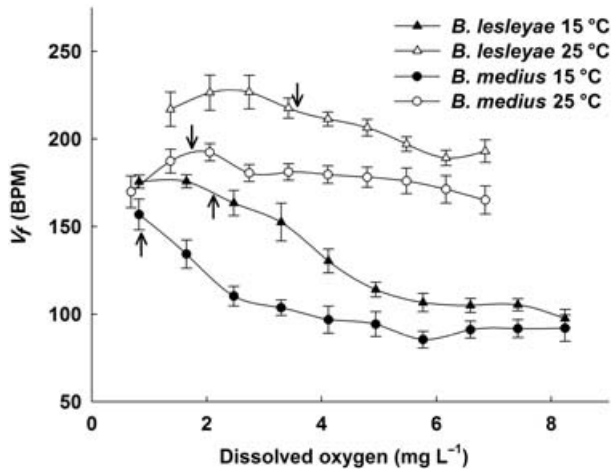 250
200
150
100
50
V_f (BPM)
B. lesleyae 15 °C
B. lesleyae 25 °C
B. medius 15 °C
B. medius 25 °C
0 2 4 6 8
Dissolved oxygen (mg L⁻¹)